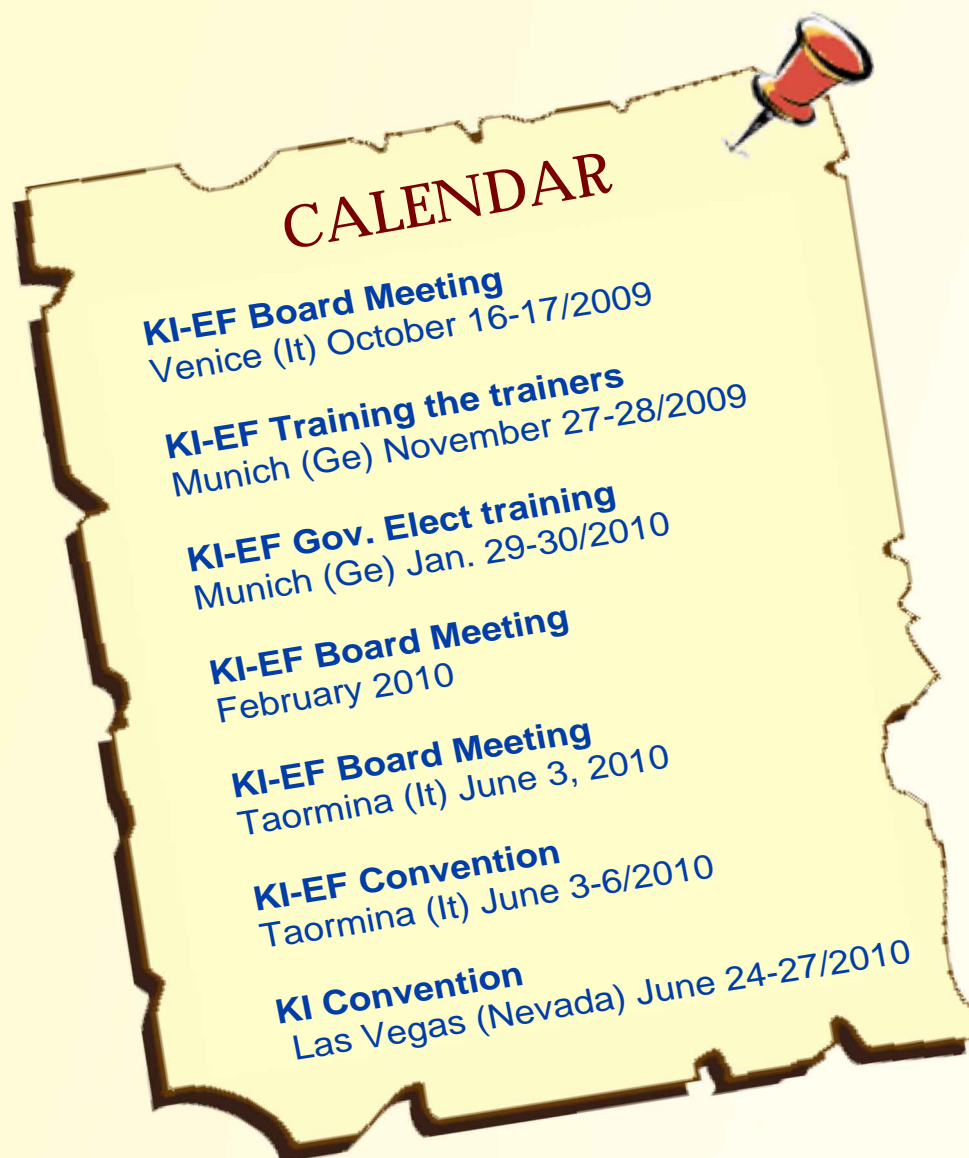 CALENDAR
KI-EF Board Meeting
Venice (It) October 16-17/2009
KI-EF Training the trainers
Munich (Ge) November 27-28/2009
KI-EF Gov. Elect training
Munich (Ge) Jan. 29-30/2010
KI-EF Board Meeting
February 2010
KI-EF Board Meeting
Taormina (It) June 3, 2010
KI-EF Convention
Taormina (It) June 3-6/2010
KI Convention
Las Vegas (Nevada) June 24-27/2010